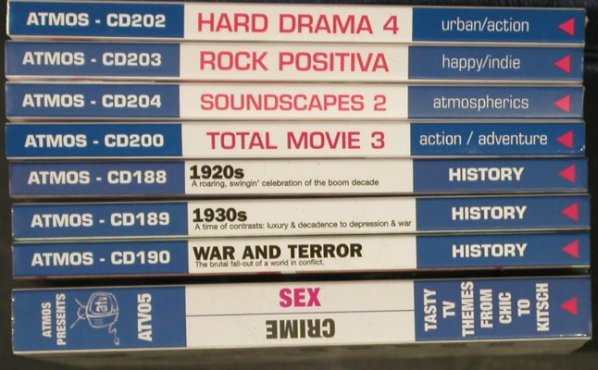 ATMOS - CD202 HARD DRAMA 4 urban/action
ATMOS - CD203 ROCK POSITIVA happy/indie
ATMOS - CD204 SOUNDSCAPES 2 atmospherics
ATMOS - CD200 TOTAL MOVIE 3 action / adventure
ATMOS - CD188 1920s HISTORY
A roaring, swingin' celebration of the boom decade
ATMOS - CD189 1930s HISTORY
A time of contrasts: luxury & decadence to depression & war
ATMOS - CD190 WAR AND TERROR HISTORY
The brutal fall-out of a world in conflict.
ATMOS PRESENTS
atv
ATV05
SEX
CRIME
TASTY
TV
THEMES
FROM
CHIC
TO
KITSCH